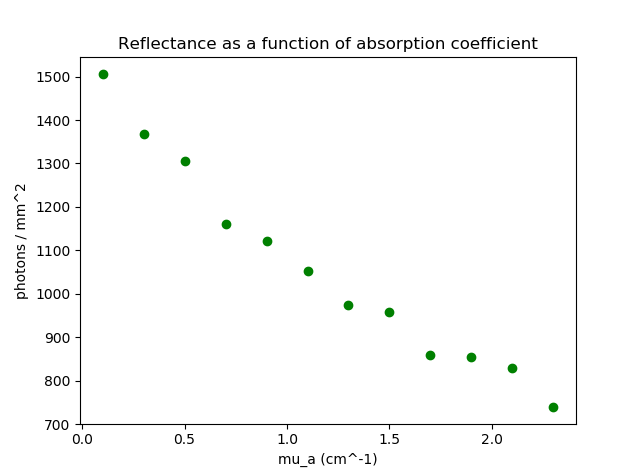 Reflectance as a function of absorption coefficient
1500
1400
1300
1200
1100
1000
900
800
700
photons / mm^2
0.0 0.5 1.0 1.5 2.0
mu_a (cm^-1)